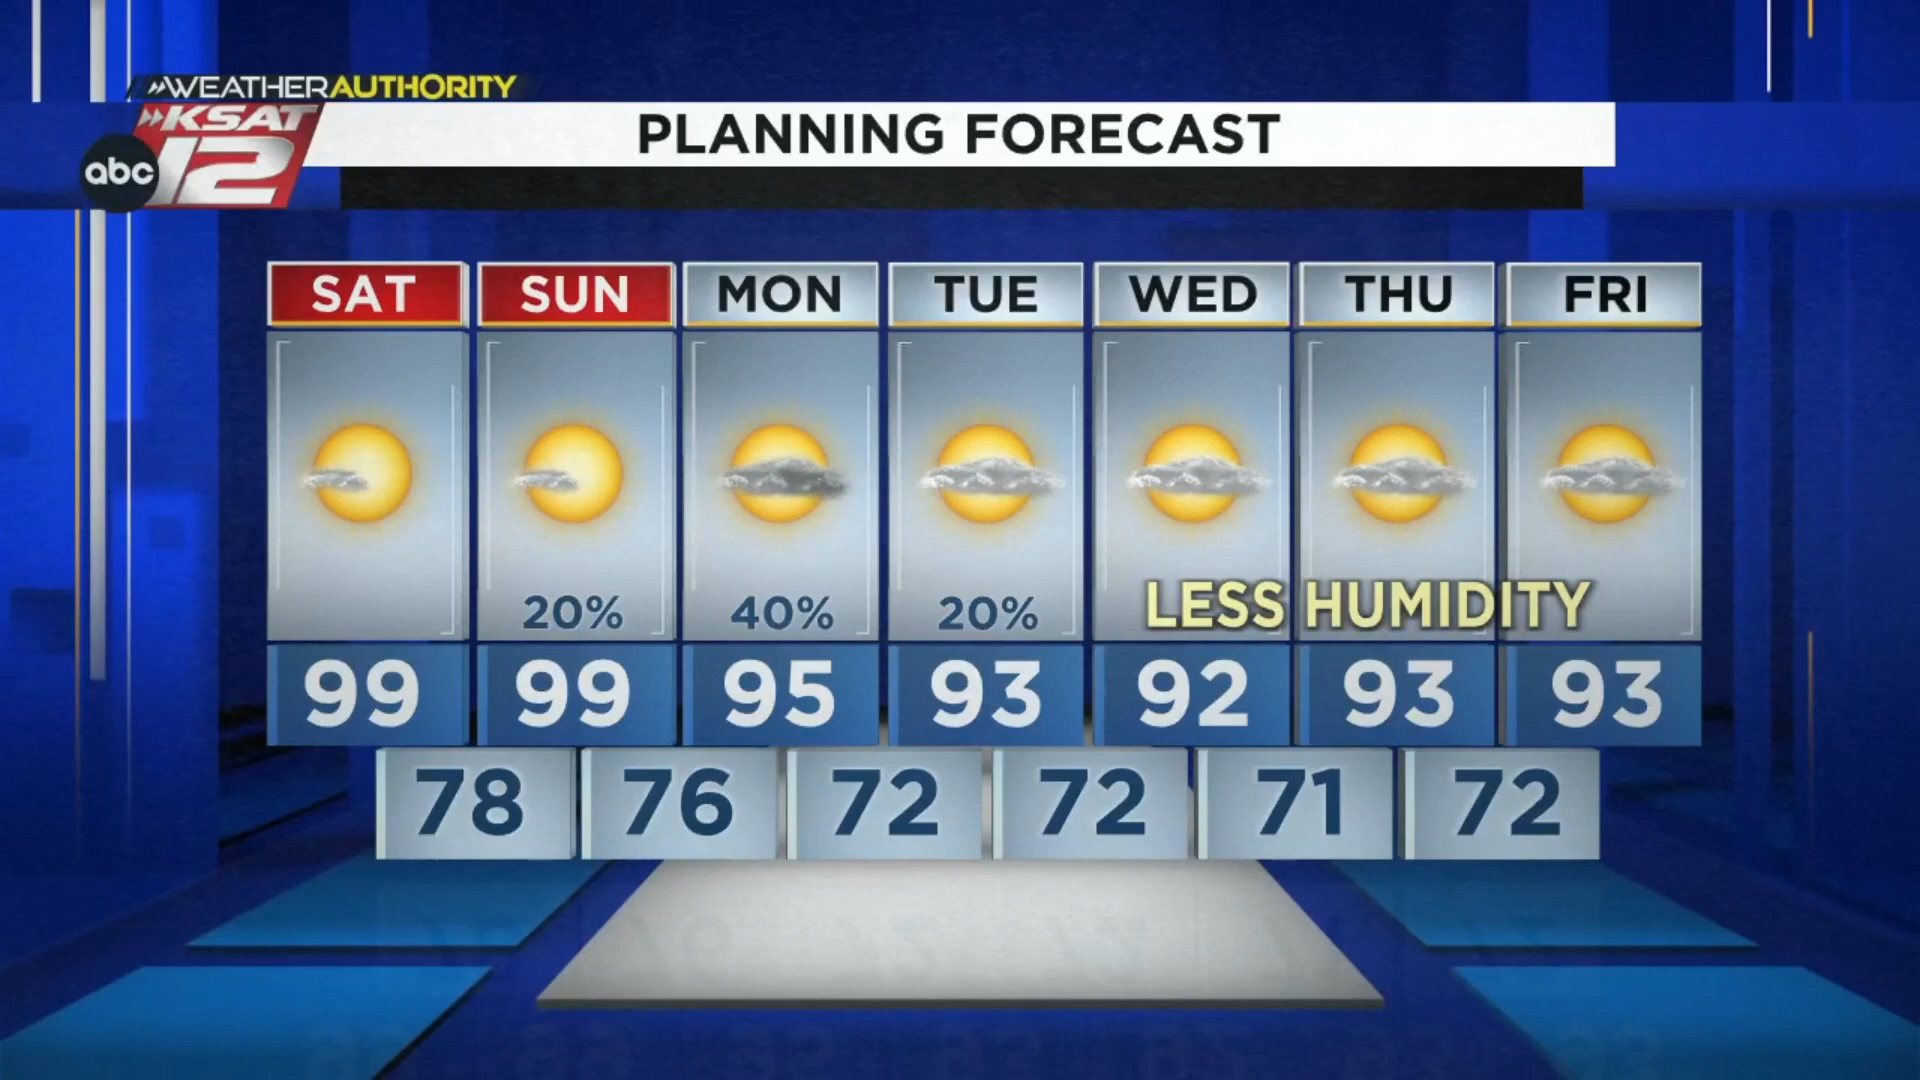 WEATHERAUTHORITY
KSAT
abc 12
PLANNING FORECAST
SAT SUN MON TUE WED THU FRI
20% 40% 20% LESS HUMIDITY
99 99 95 93 92 93 93
78 76 72 72 71 72